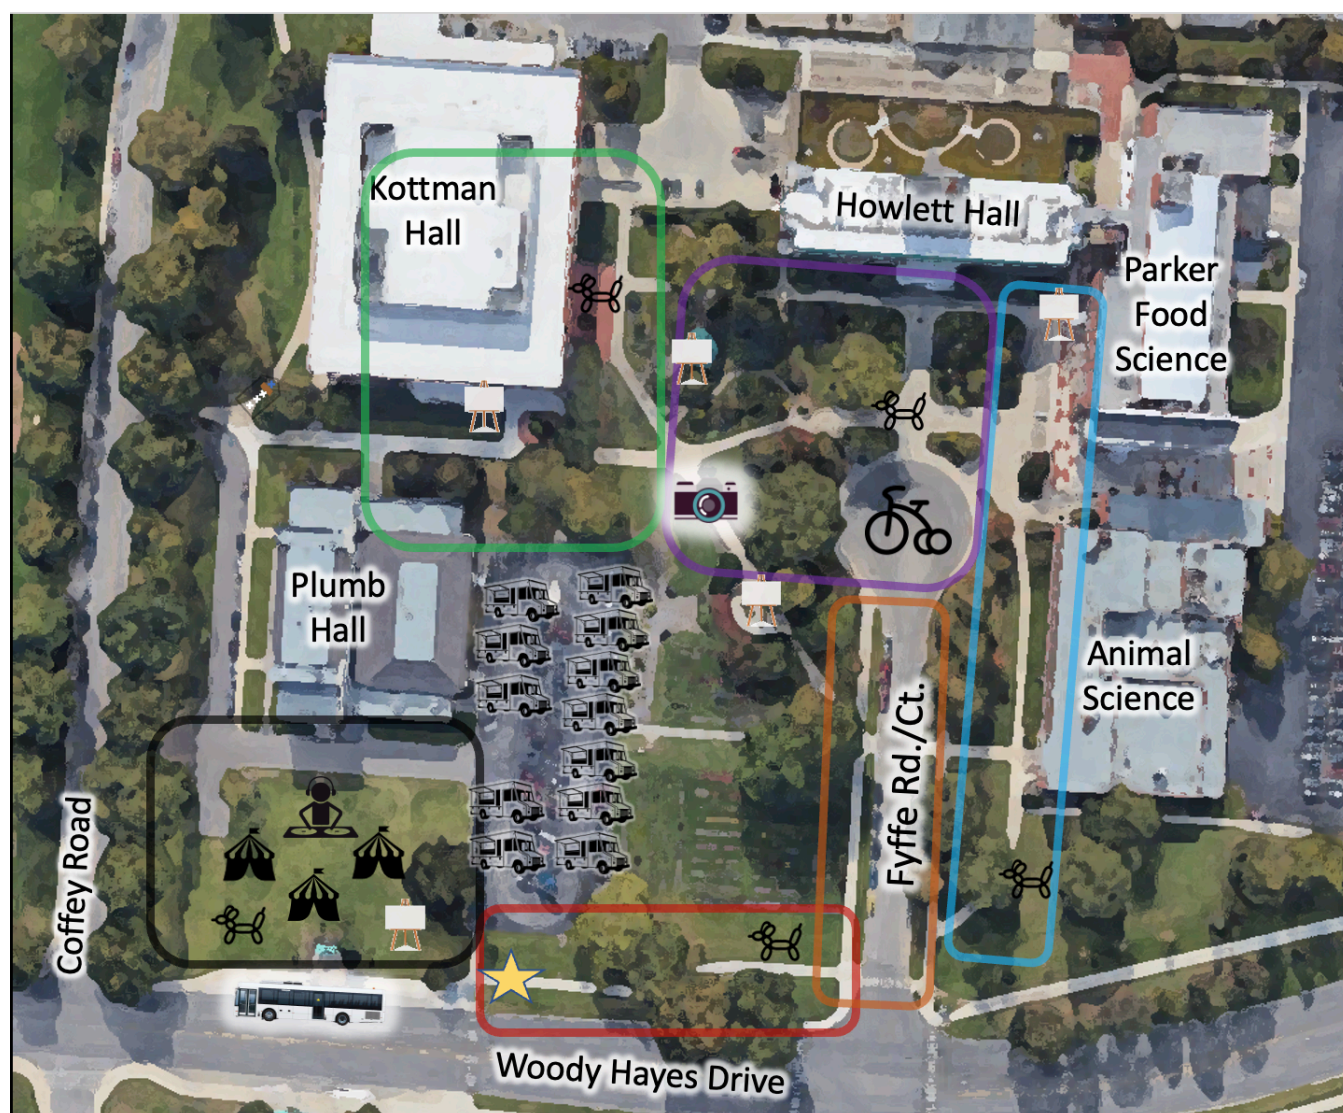 Kottman
Hall
Howlett Hall
Parker
Food
Science
Plumb
Hall
Animal
Science
Fyffe Rd./Ct.
Coffey Road
Woody Hayes Drive